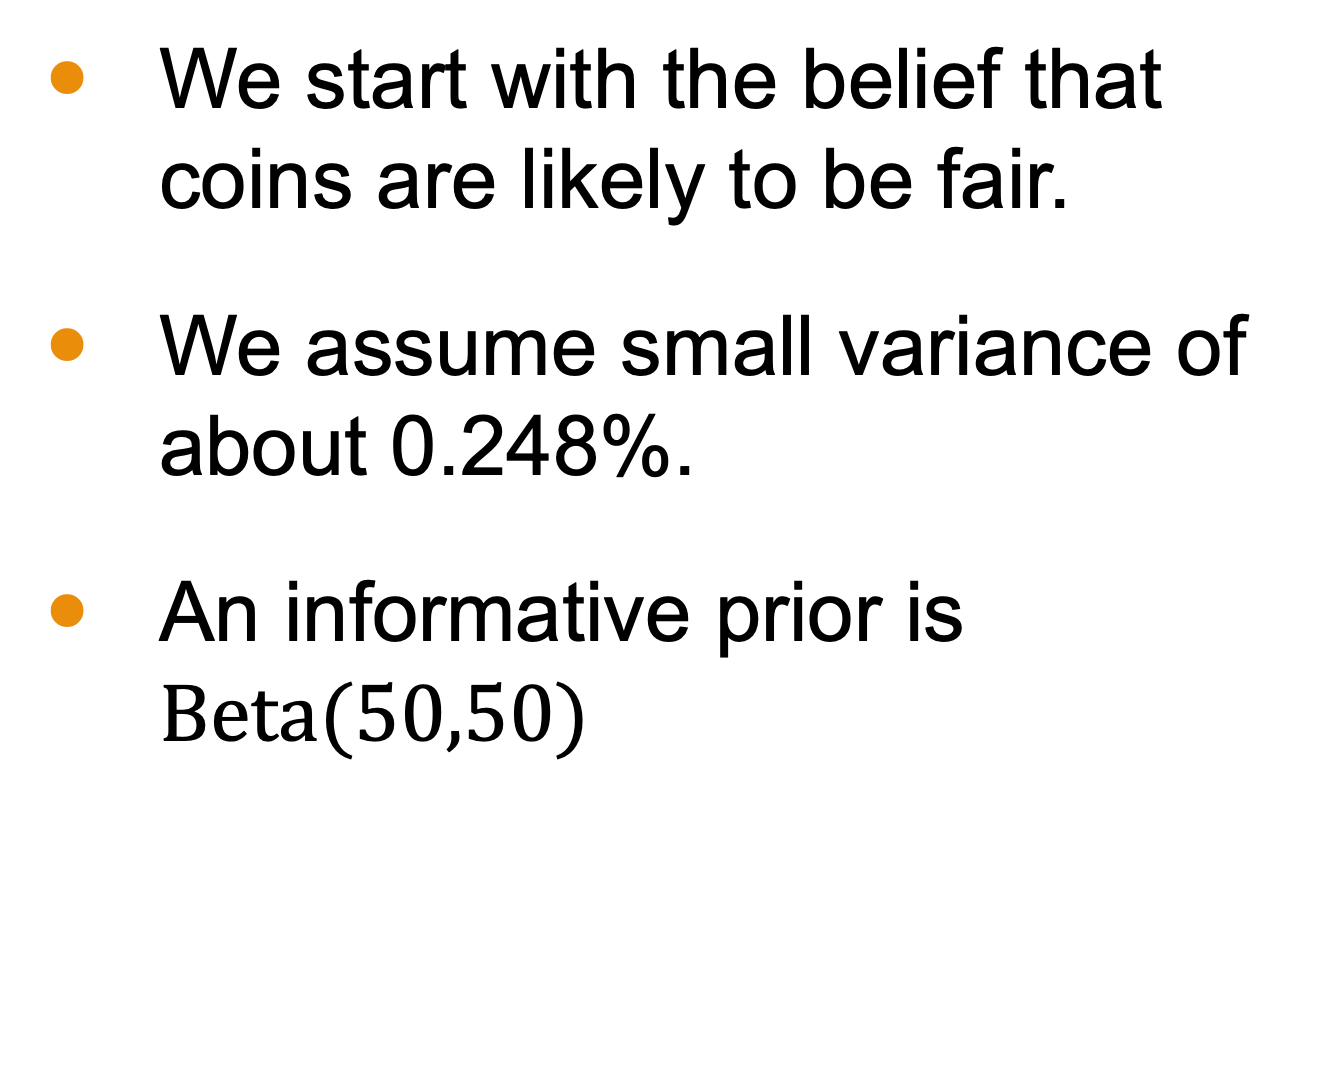 We start with the belief that
coins are likely to be fair.
We assume small variance of
about 0.248%.
An informative prior is
Beta(50,50)